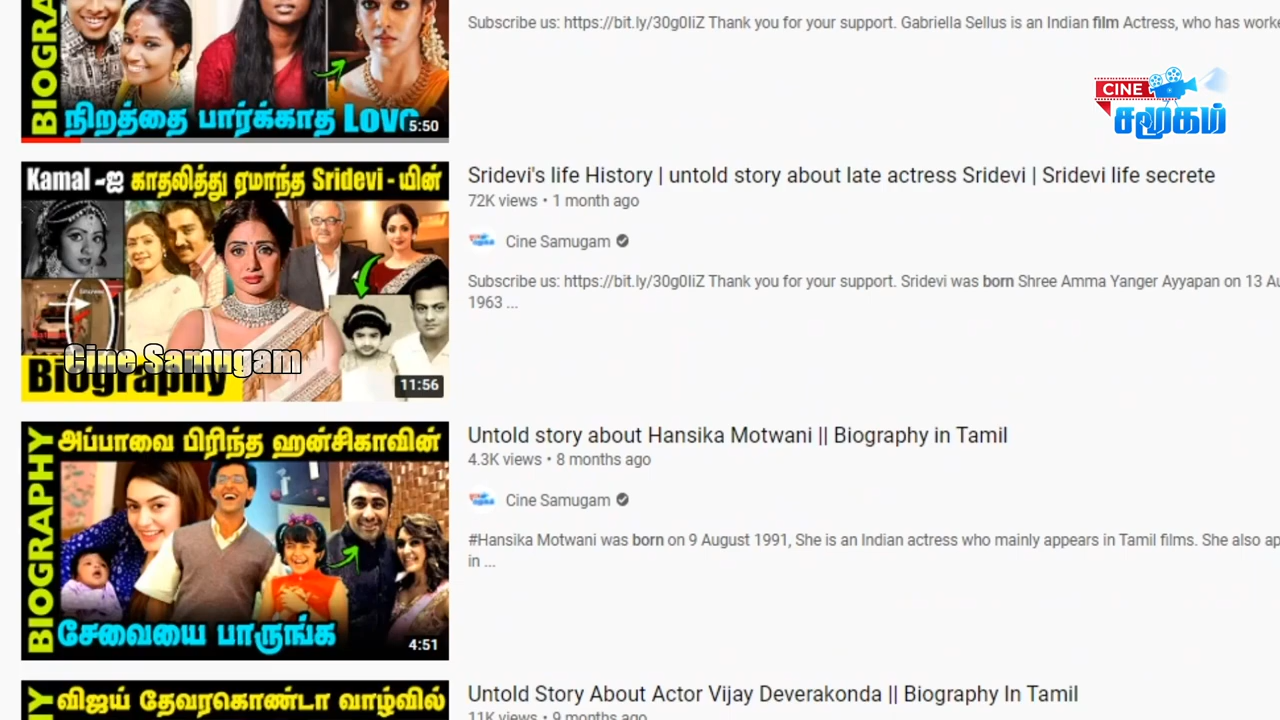 BIOGRA
Subscribe us: https://bit.ly/30g0IiZ Thank you for your support. Gabriella Sellus is an Indian film Actress, who has worke
நிறத்தை பார்க்காத Love
5:50
CINE
சமூகம்
Kamal -ஐ காதலித்து ஏமாந்த Sridevi - யின்
Cine Samugam
Biography
11:56
Sridevi's life History | untold story about late actress Sridevi | Sridevi life secrete
72K views • 1 month ago
Cine Samugam
Subscribe us: https://bit.ly/30g0IiZ Thank you for your support. Sridevi was born Shree Amma Yanger Ayyapan on 13 Au
1963 ...
BIOGRAPHY
அப்பாவை பிரிந்த ஹன்சிகாவின்
சேவையை பாருங்க
4:51
Untold story about Hansika Motwani || Biography in Tamil
4.3K views • 8 months ago
Cine Samugam
#Hansika Motwani was born on 9 August 1991, She is an Indian actress who mainly appears in Tamil films. She also ap
in ...
HY
விஜய் தேவரகொண்டா வாழ்வில்
Untold Story About Actor Vijay Deverakonda || Biography In Tamil
11K views • 9 months ago